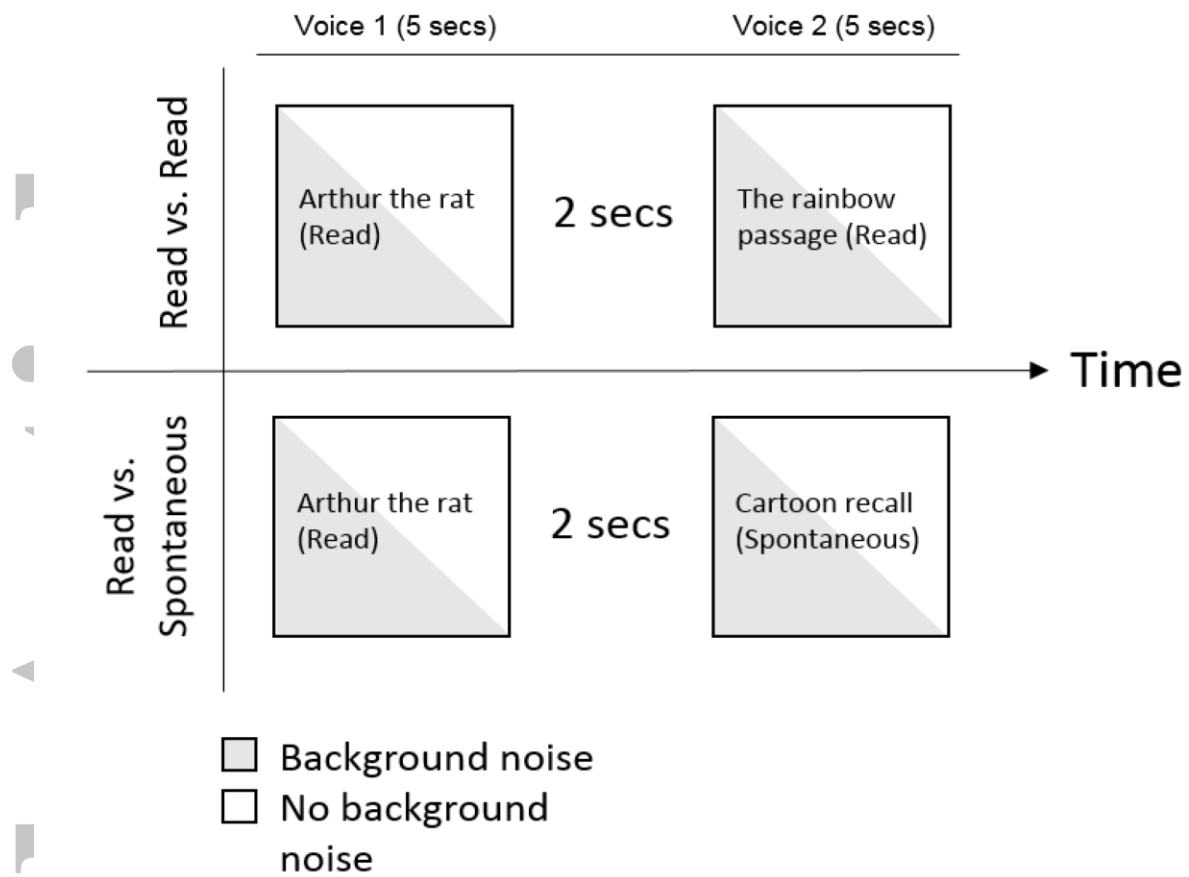 Voice 1 (5 secs)
Voice 2 (5 secs)
Read vs. Read
Arthur the rat
(Read)
2 secs
The rainbow
passage (Read)
Time
Read vs.
Spontaneous
Arthur the rat
(Read)
2 secs
Cartoon recall
(Spontaneous)
Background noise
No background
noise